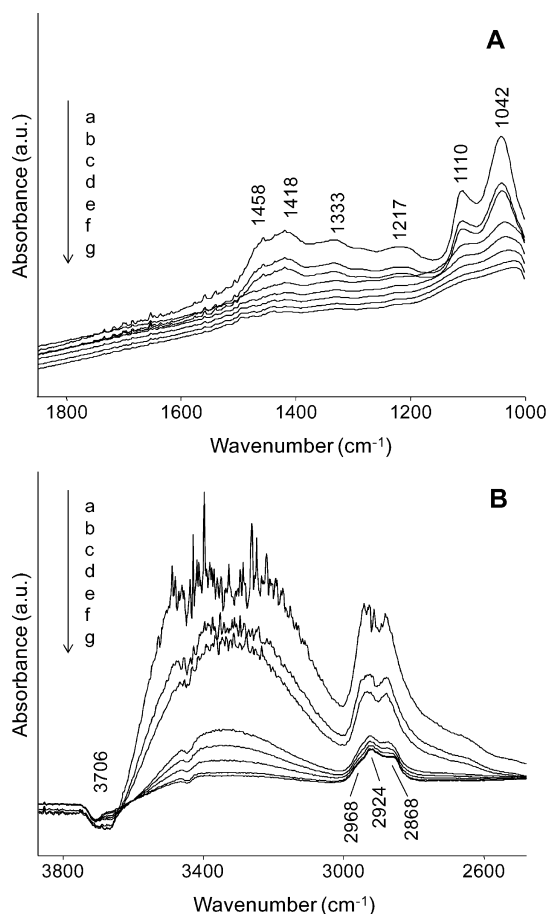 A
Absorbance (a.u.)
a
b
c
d
e
f
g
1458
1418
1333
1217
1110
1042
1800
1600
1400
1200
1000
Wavenumber (cm-1)
B
Absorbance (a.u.)
a
b
c
d
e
f
g
3706
2968
2924
2868
3800
3400
3000
2600
Wavenumber (cm-1)